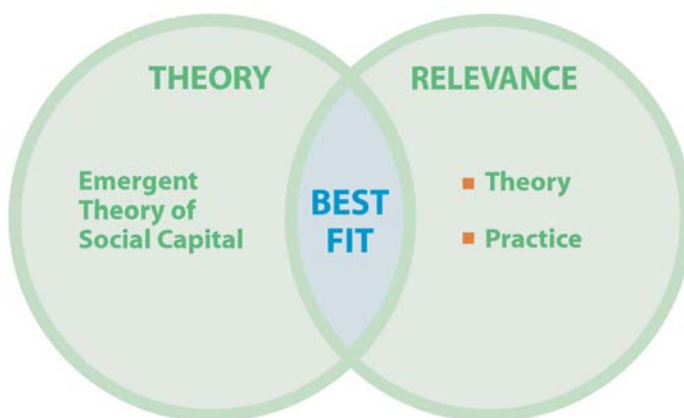 THEORY
Emergent
Theory of
Social Capital
BEST
FIT
RELEVANCE
Theory
Practice